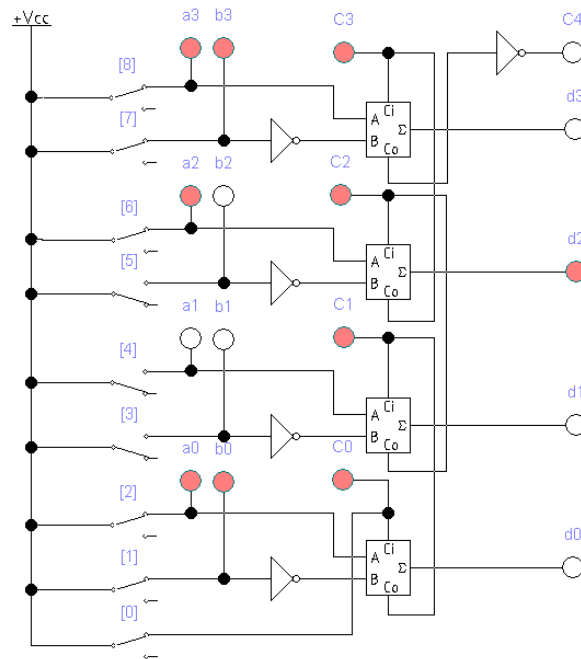 +Vcc
a3 b3 C3 C4
[8]
d3
[7]
Ci
A Σ
B
Co
a2 b2 C2
[6]
d2
[5]
Ci
A Σ
B
Co
a1 b1 C1
[4]
d1
[3]
Ci
A Σ
B
Co
a0 b0 C0
[2]
d0
[1]
Ci
A Σ
B
Co
[0]